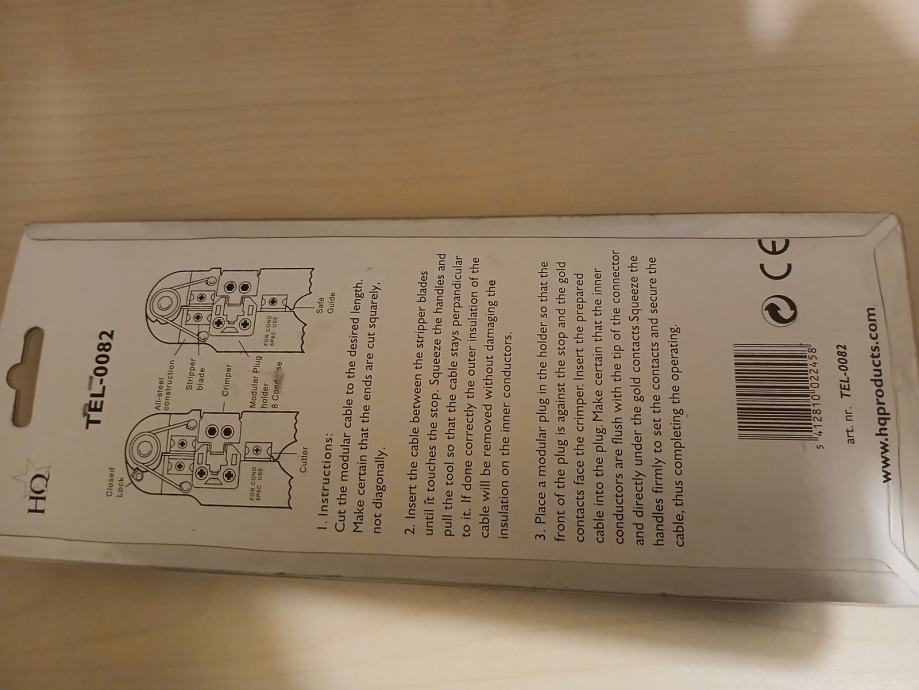 HQ
TEL-0082
Closed
Lock
All-steel
construction
Stripper
blade
Crimper
Modular Plug
holder
Cutter
Safe
Guide
FOR COND
SPRC USE
FOR COND
SPRC USE
1. Instructions:
Cut the modular cable to the desired length.
Make certain that the ends are cut squarely,
not diagonally.
2. Insert the cable between the stripper blades
until it touches the stop. Squeeze the handles and
pull the tool so that the cable stays perpandicular
to it. If done correctly the outer insulation of the
cable will be removed without damaging the
insulation on the inner conductors.
3. Place a modular plug in the holder so that the
front of the plug is against the stop and the gold
contacts face the crimper. Insert the prepared
cable into the plug. Make certain that the inner
conductors are flush with the tip of the connector
and directly under the gold contacts.Squeeze the
handles firmly to set the contacts and secure the
cable, thus completing the operating.
5 412810 022458
CE
art. nr. TEL-0082
www.hqproducts.com